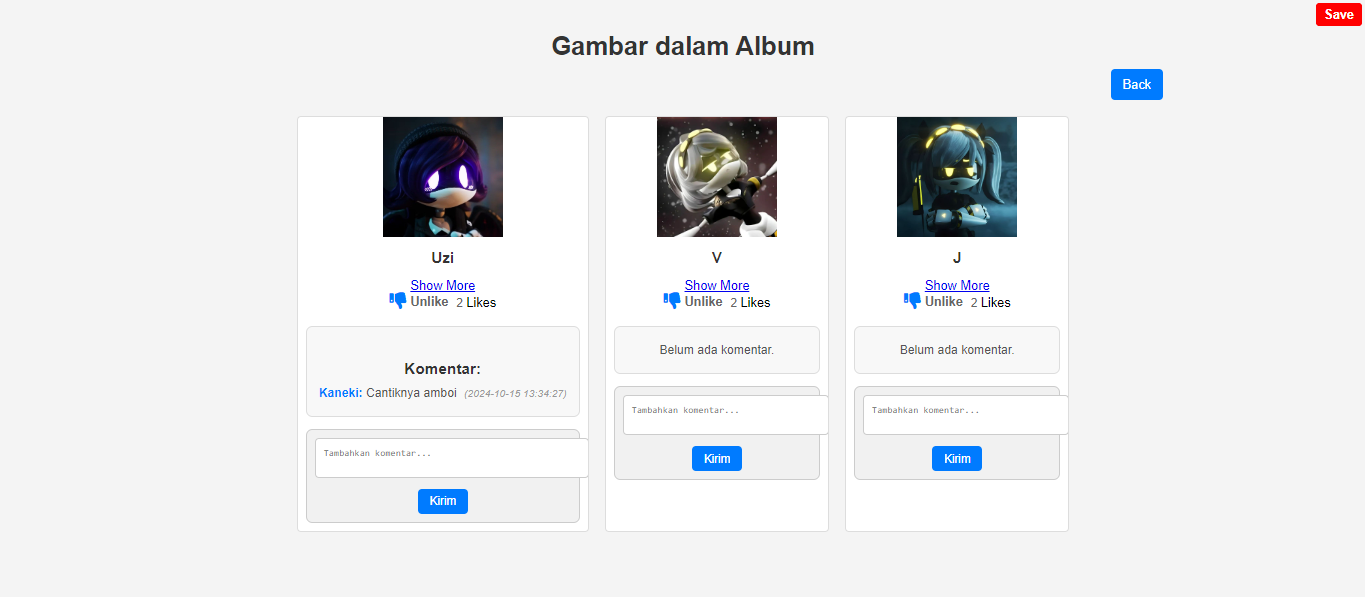 Save
Gambar dalam Album
Back
Uzi
Show More
Unlike 2 Likes
Komentar:
Kaneki: Cantiknya amboi (2024-10-15 13:34:27)
Tambahkan komentar...
Kirim
V
Show More
Unlike 2 Likes
Belum ada komentar.
Tambahkan komentar...
Kirim
J
Show More
Unlike 2 Likes
Belum ada komentar.
Tambahkan komentar...
Kirim